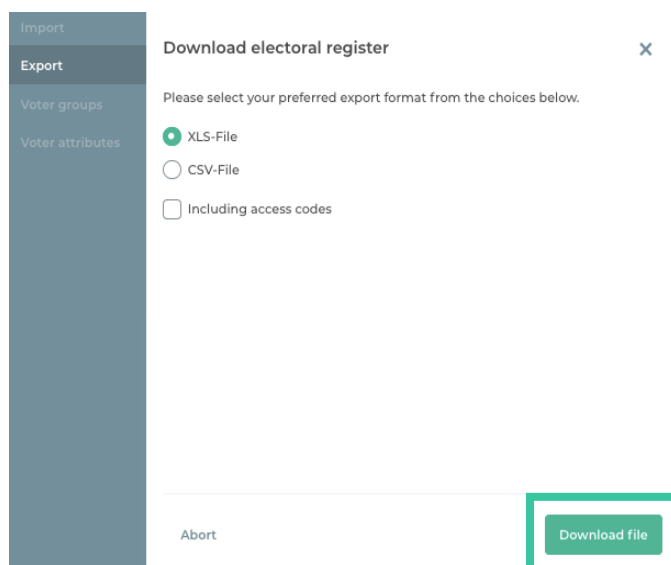 Import
Export
Voter groups
Voter attributes
Download electoral register
Please select your preferred export format from the choices below.
XLS-File
CSV-File
Including access codes
Abort
Download file